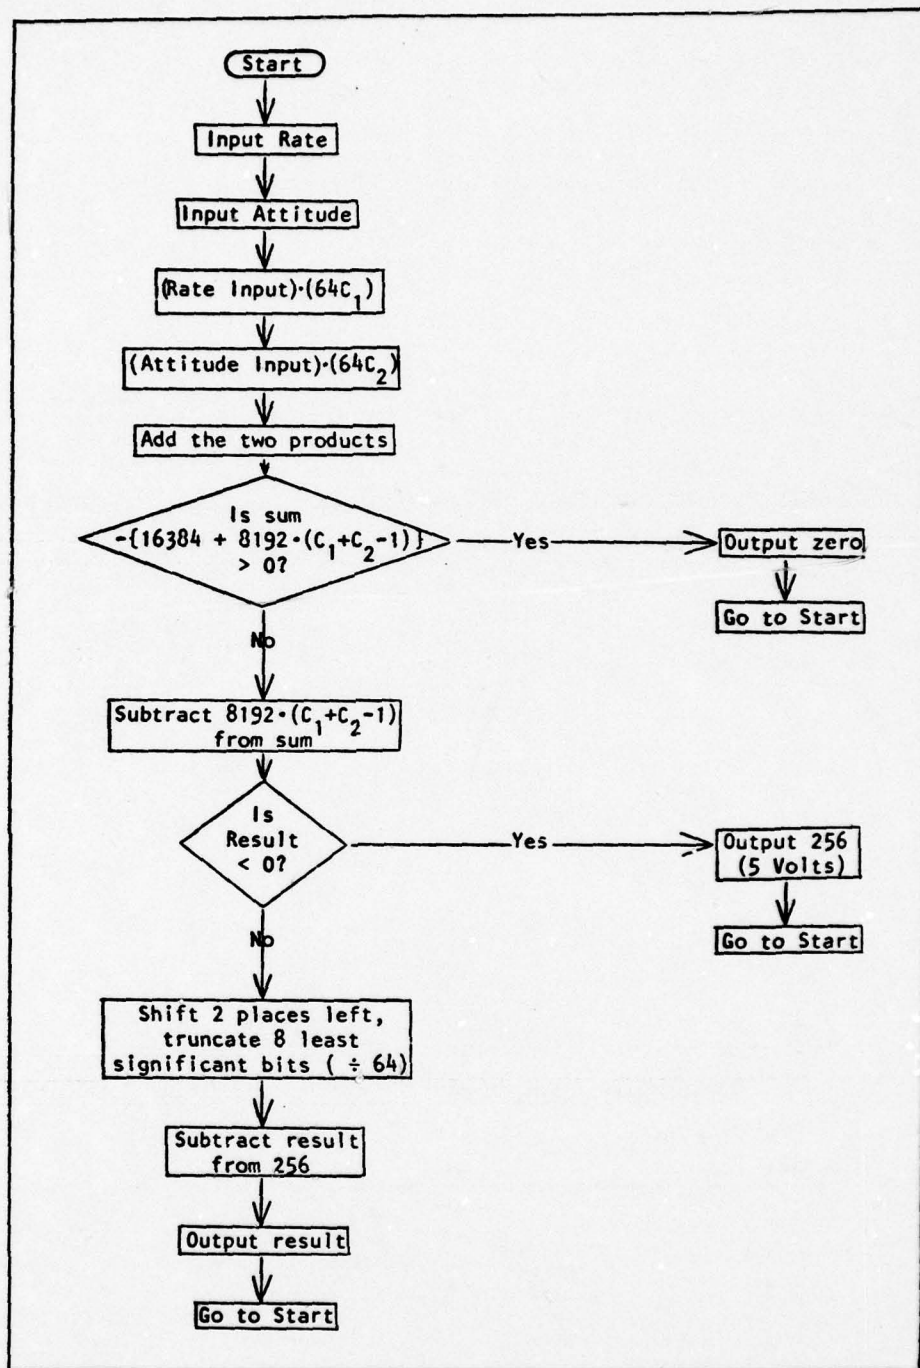 Start
Input Rate
Input Attitude
(Rate Input)·(64C₁)
(Attitude Input)·(64C₂)
Add the two products
Is sum
-{16384 + 8192·(C₁+C₂-1)}
> 0?
Yes
Output zero
Go to Start
No
Subtract 8192·(C₁+C₂-1)
from sum
Is
Result
< 0?
Yes
Output 256
(5 Volts)
Go to Start
No
Shift 2 places left,
truncate 8 least
significant bits ( ÷ 64)
Subtract result
from 256
Output result
Go to Start